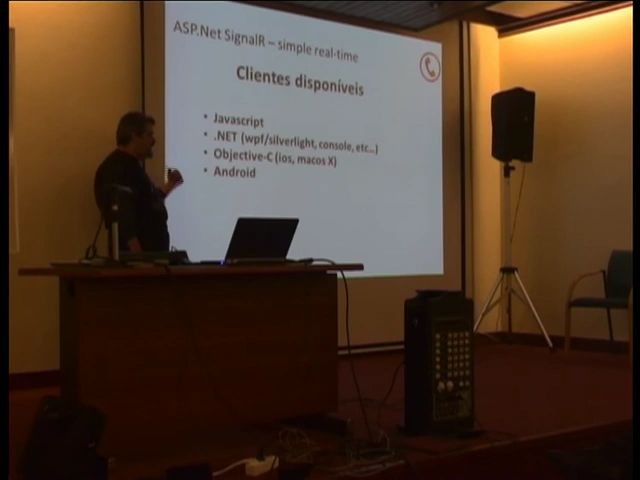 ASP.Net SignalR – simple real-time
Clientes disponíveis
• Javascript
• .NET (wpf/silverlight, console, etc...)
• Objective-C (ios, macos X)
• Android